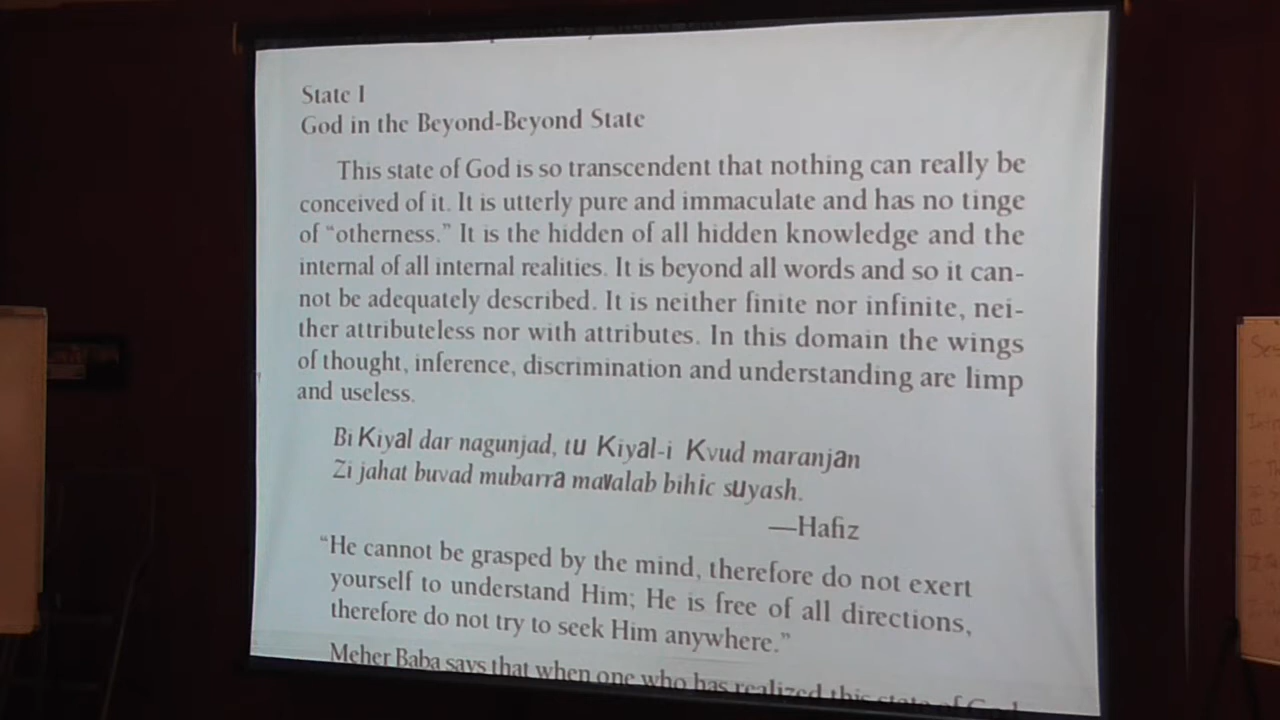 State I
God in the Beyond-Beyond State
This state of God is so transcendent that nothing can really be
conceived of it. It is utterly pure and immaculate and has no tinge
of “otherness.” It is the hidden of all hidden knowledge and the
internal of all internal realities. It is beyond all words and so it can-
not be adequately described. It is neither finite nor infinite, nei-
ther attributeless nor with attributes. In this domain the wings
of thought, inference, discrimination and understanding are limp
and useless.
Bi Kiyal dar nagunjad, tu Kiyal-i Kvud maranjan
Zi jahat buvad mubarra mavalab bihic suyash.
—Hafiz
“He cannot be grasped by the mind, therefore do not exert
yourself to understand Him; He is free of all directions,
therefore do not try to seek Him anywhere.”
Meher Baba says that when one who has realized this state of God